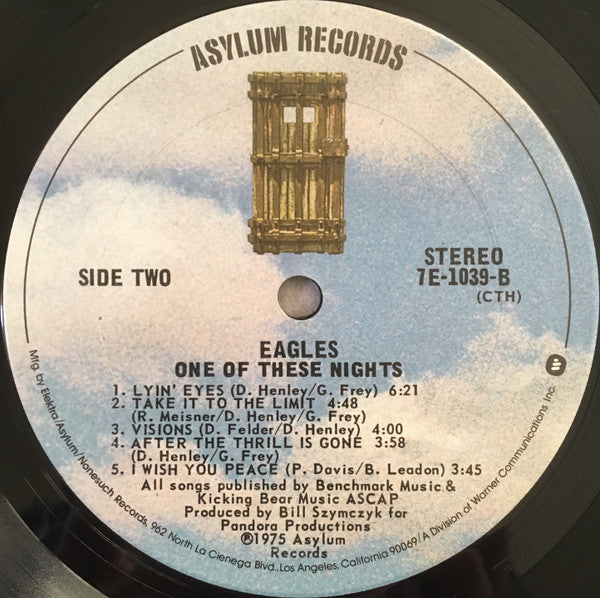 ASYLUM RECORDS
SIDE TWO
STEREO
7E-1039-B
(CTH)
EAGLES
ONE OF THESE NIGHTS
1. LYIN' EYES (D. Henley/G. Frey) 6:21
2. TAKE IT TO THE LIMIT 4:48
(R. Meisner/D. Henley/G. Frey)
3. VISIONS (D. Felder/D. Henley) 4:00
4. AFTER THE THRILL IS GONE 3:58
(D. Henley/G. Frey)
5. I WISH YOU PEACE (P. Davis/B. Leadon) 3:45
All songs published by Benchmark Music &
Kicking Bear Music ASCAP
Produced by Bill Szymczyk for
Pandora Productions
℗1975 Asylum
Records
Mfg. by Elektra/Asylum/Nonesuch Records, 962 North La Cienega Blvd., Los Angeles, California 90069/A Division of Warner Communications Inc.